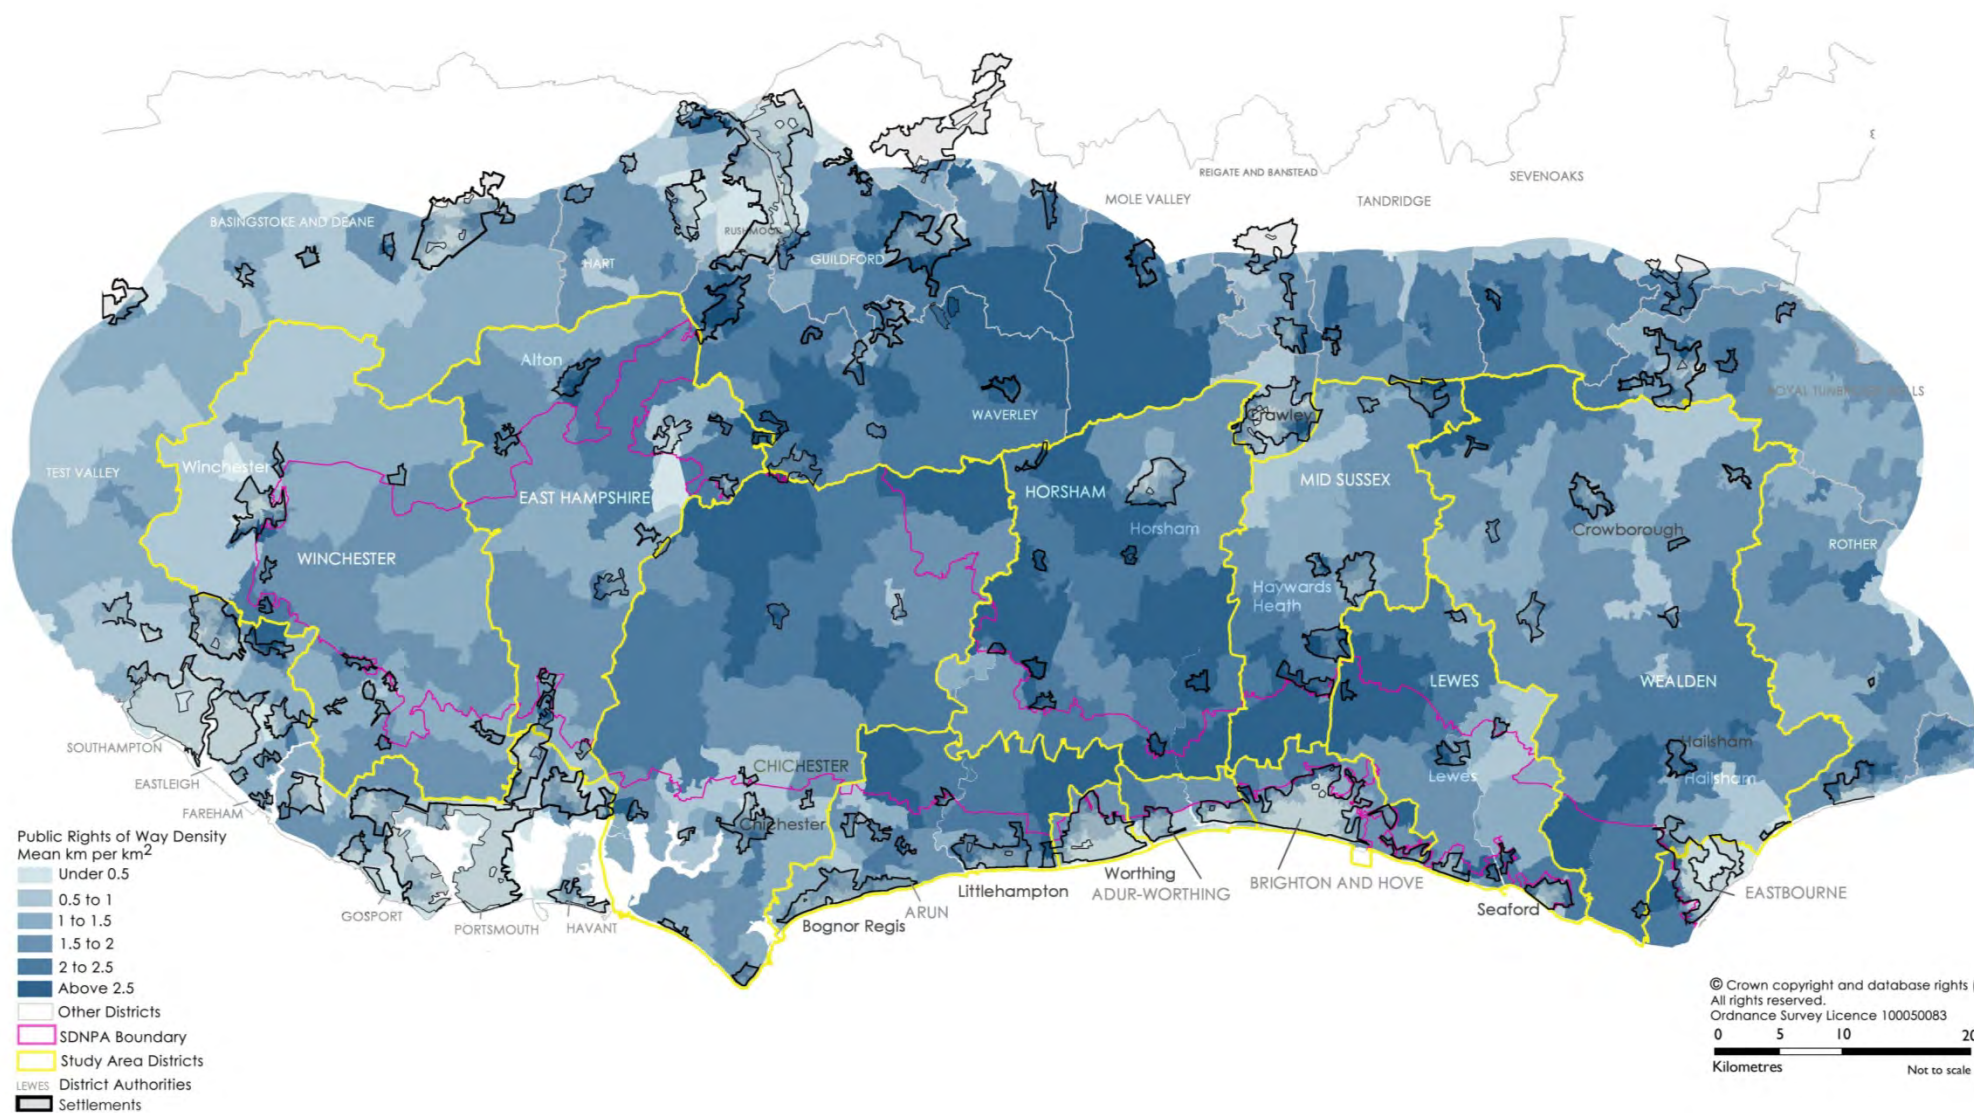 REIGATE AND BANSTEAD
SEVENOAKS
MOLE VALLEY
TANDRIDGE
BASINGSTOKE AND DEANE
RUSHMOOR
HART
GUILDFORD
Alton
WAVERLEY
ROYAL TUNBRIDGE WELLS
Crawley
TEST VALLEY
Winchester
EAST HAMPSHIRE
HORSHAM
MID SUSSEX
Horsham
Crowborough
WINCHESTER
ROTHER
Haywards
Heath
LEWES
WEALDEN
SOUTHAMPTON
EASTLEIGH
FAREHAM
CHICHESTER
Hailsham
Lewes
Hailsham
Chichester
GOSPORT
PORTSMOUTH
HAVANT
Bognor Regis
ARUN
Littlehampton
Worthing
ADUR-WORTHING
BRIGHTON AND HOVE
Seaford
EASTBOURNE
Public Rights of Way Density
Mean km per km2
Under 0.5
0.5 to 1
1 to 1.5
1.5 to 2
2 to 2.5
Above 2.5
Other Districts
SDNPA Boundary
Study Area Districts
LEWES District Authorities
Settlements
© Crown copyright and database rights
All rights reserved.
Ordnance Survey Licence 100050083
0 5 10 20
Kilometres
Not to scale